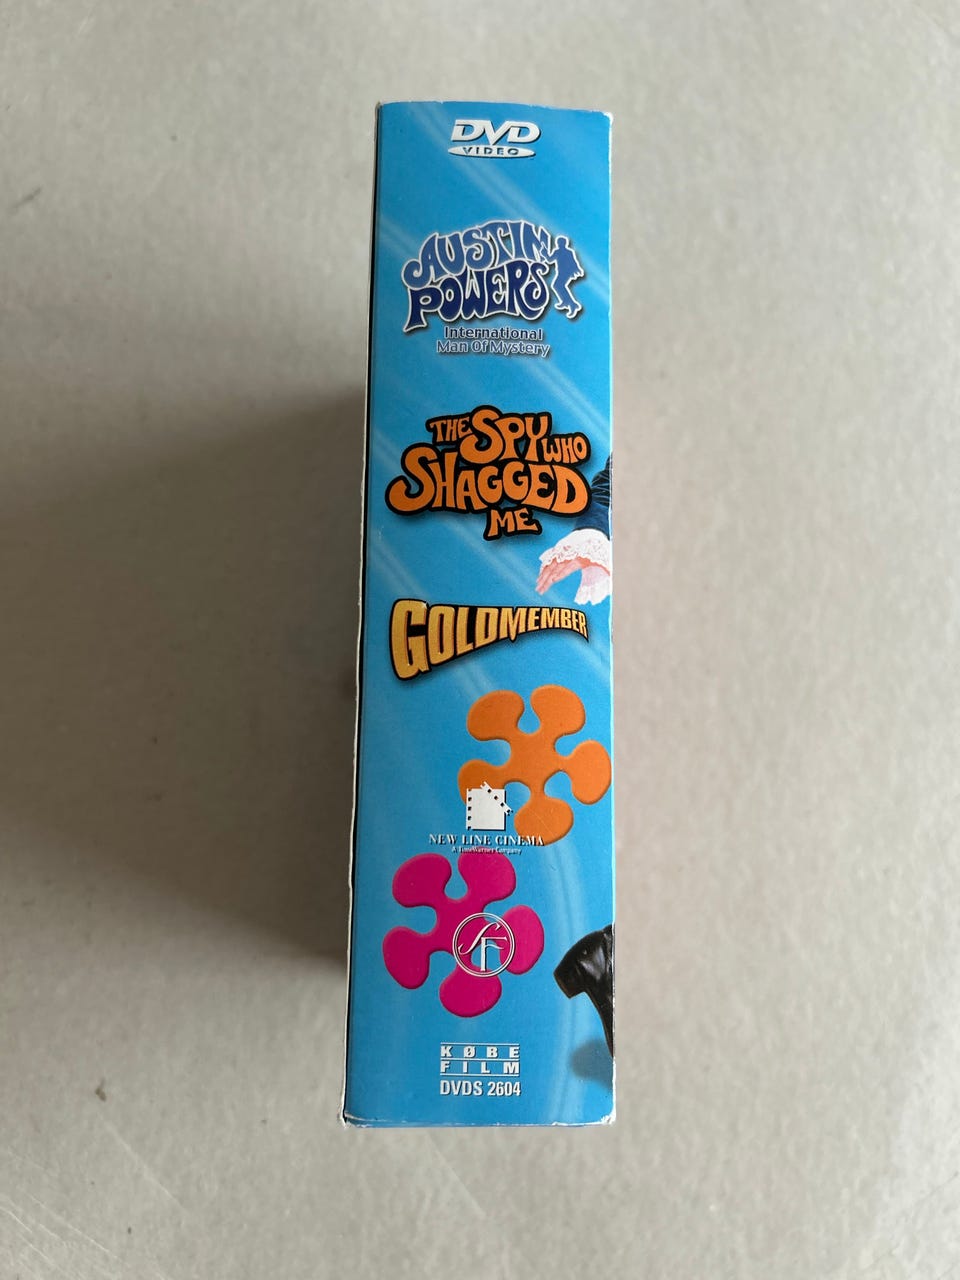 DVD
VIDEO
AUSTIN
POWERS
International
Man Of Mystery
THE SPY WHO
SHAGGED
ME
GOLDMEMBER
NEW LINE CINEMA
A TimeWarner Company
SF
KØBE
FILM
DVDS 2604